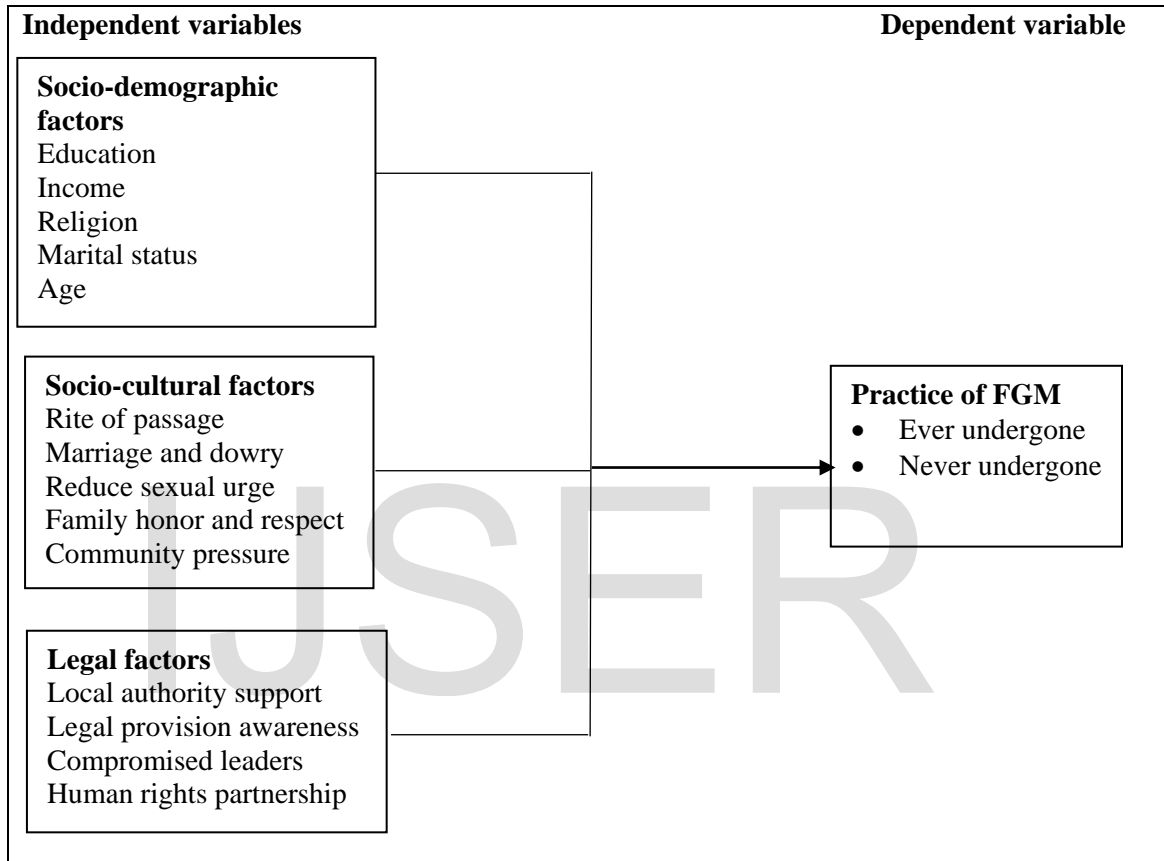 Independent variables
Dependent variable
Socio-demographic
factors
Education
Income
Religion
Marital status
Age
Socio-cultural factors
Rite of passage
Marriage and dowry
Reduce sexual urge
Family honor and respect
Community pressure
Legal factors
Local authority support
Legal provision awareness
Compromised leaders
Human rights partnership
Practice of FGM
• Ever undergone
• Never undergone
IJSER